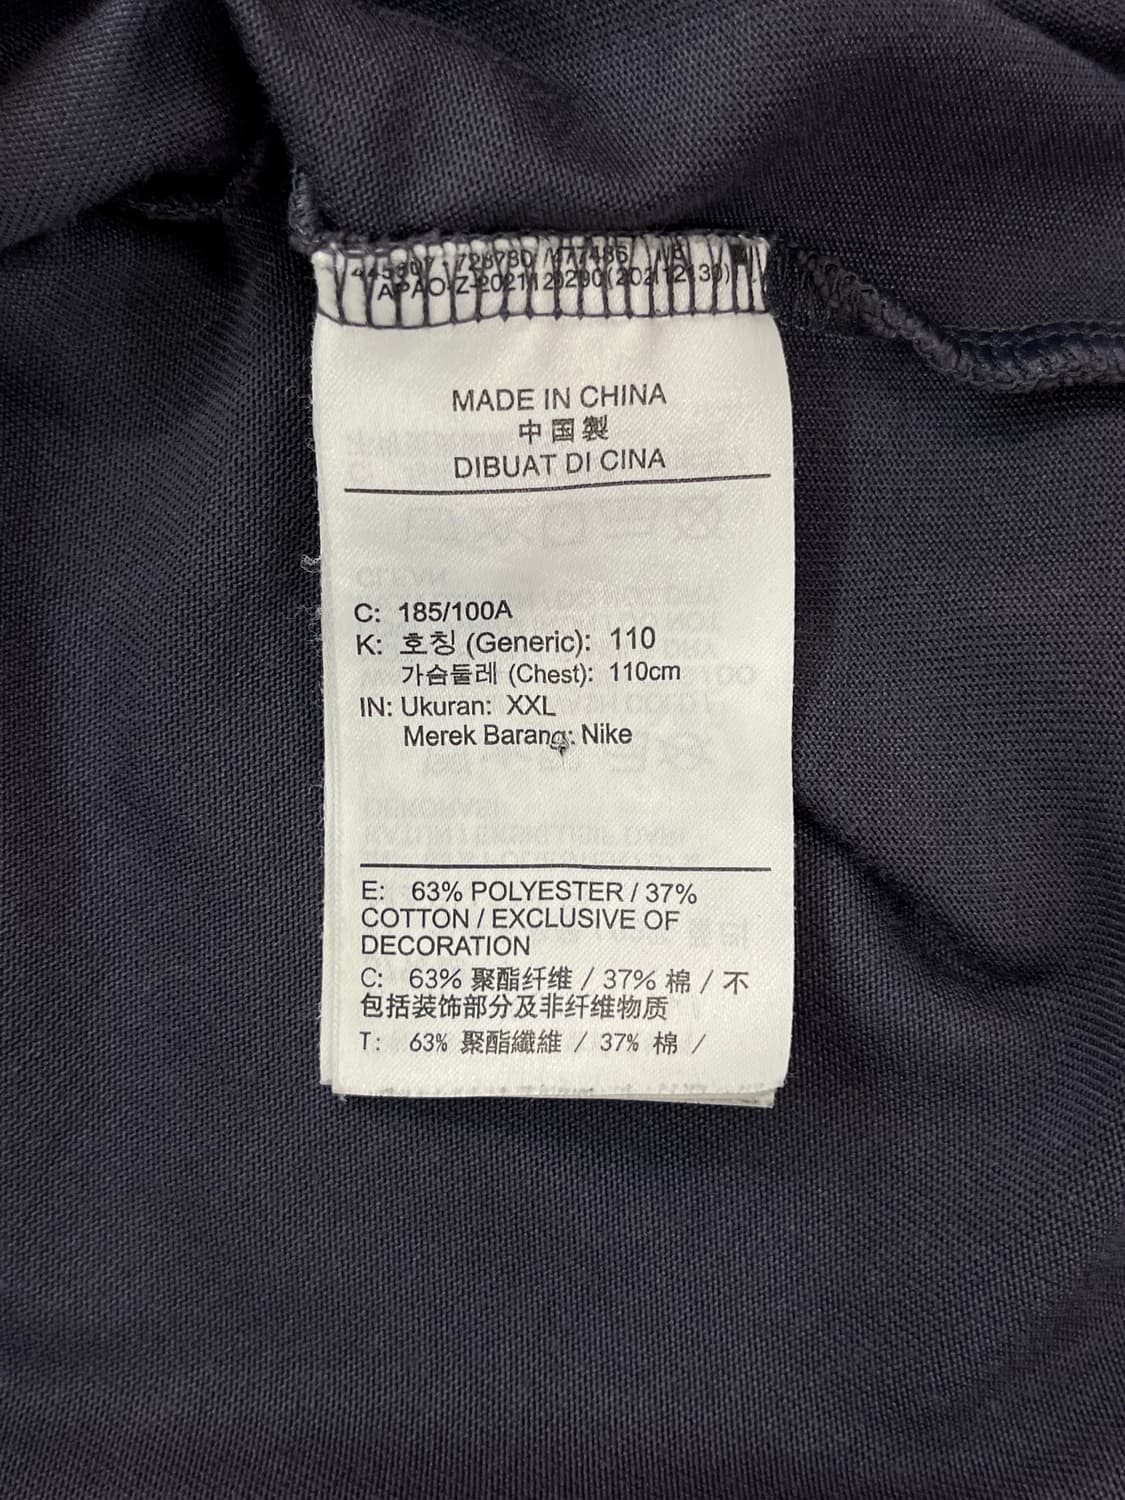 MADE IN CHINA
中国製
DIBUAT DI CINA
C: 185/100A
K: 호칭 (Generic): 110
가슴둘레 (Chest): 110cm
IN: Ukuran: XXL
Merek Barang: Nike
E: 63% POLYESTER / 37%
COTTON / EXCLUSIVE OF
DECORATION
C: 63% 聚酯纤维 / 37% 棉 / 不
包括装饰部分及非纤维物质
T: 63% 聚酯纖維 / 37% 棉 /